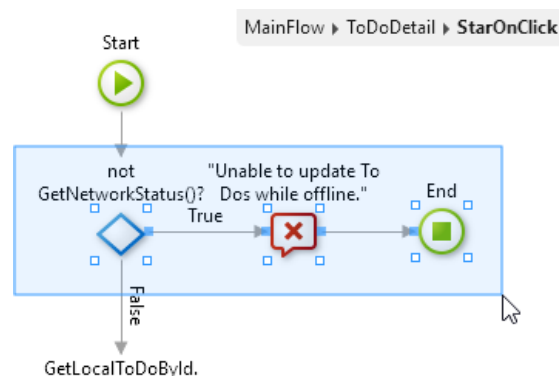 MainFlow ▸ ToDoDetail ▸ StarOnClick
Start
not
GetNetworkStatus()?
"Unable to update To
Dos while offline."
End
True
False
GetLocalToDoById.